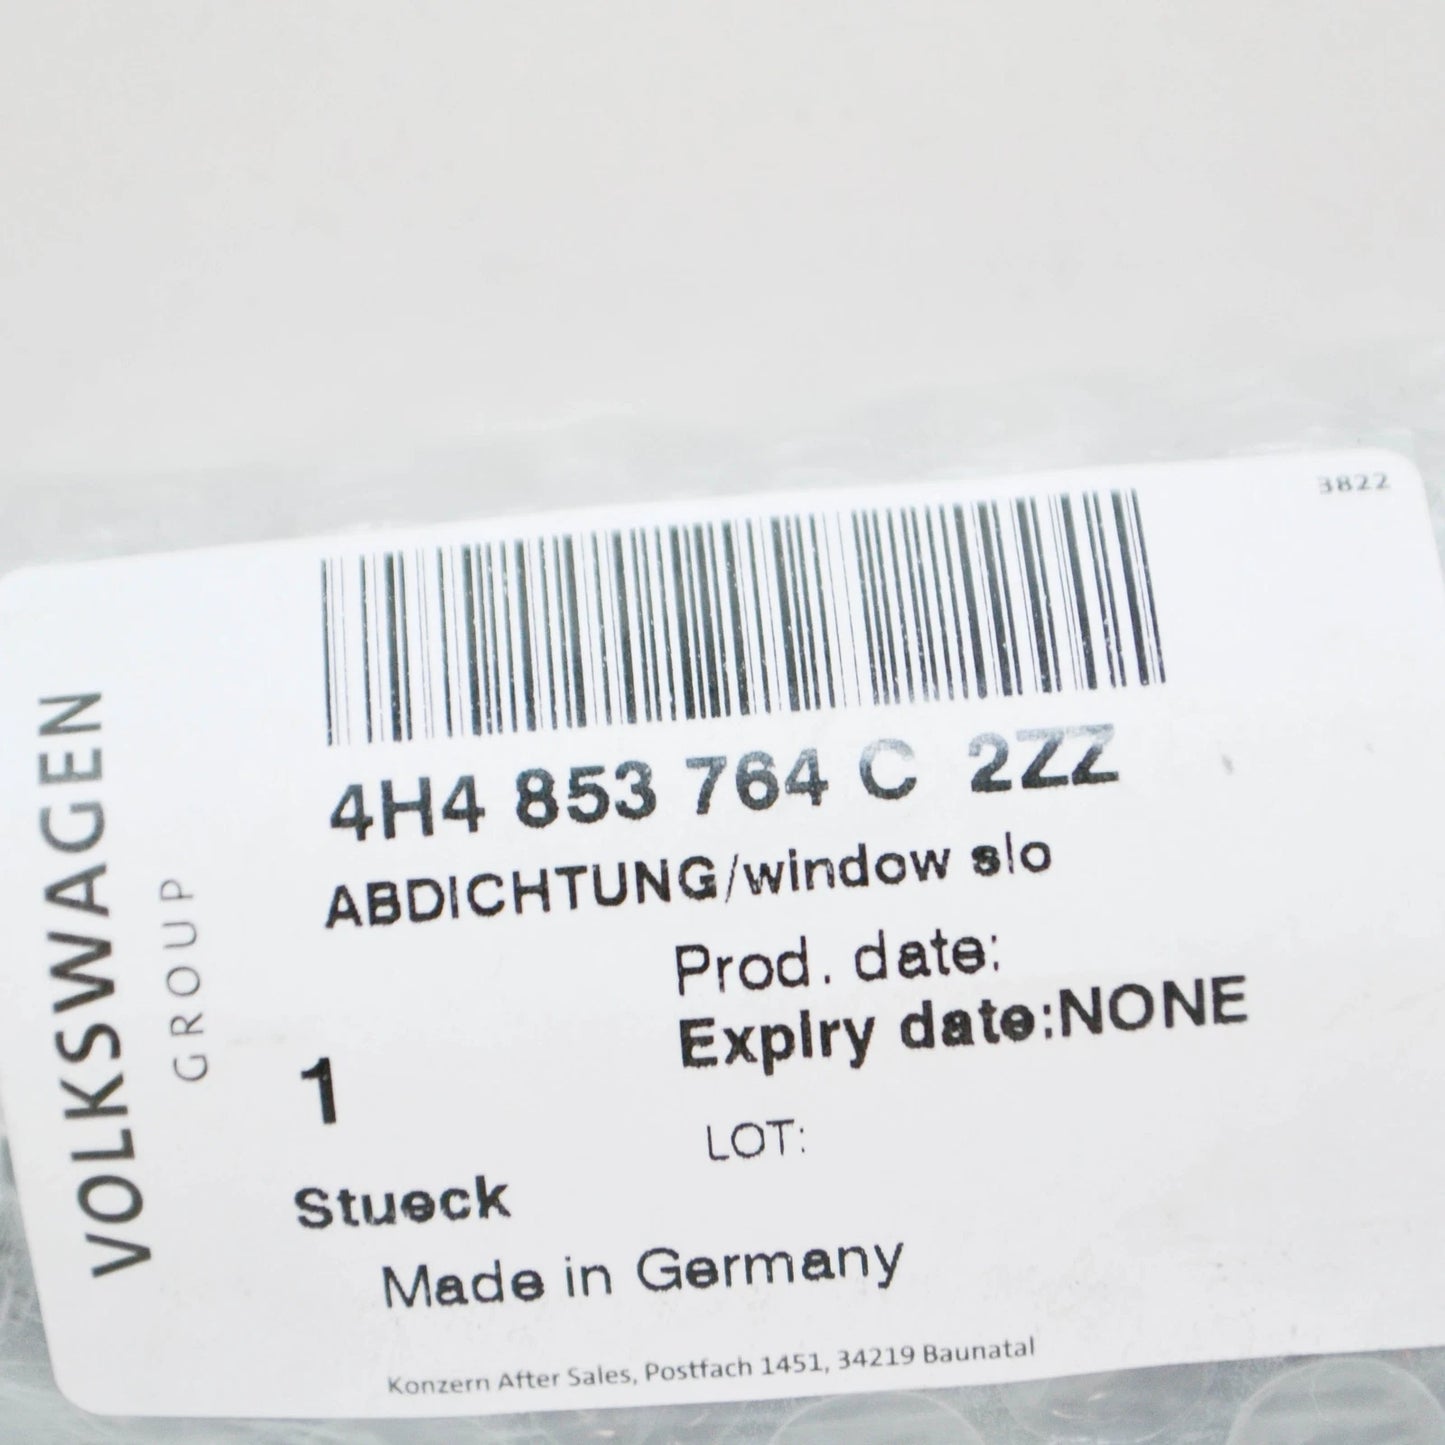 3822
4H4 853 764 C 2ZZ
ABDICHTUNG/window slo
Prod. date:
Expiry date:NONE
1
LOT:
Stueck
Made in Germany
Konzern After Sales, Postfach 1451, 34219 Baunatal
VOLKSWAGEN
GROUP